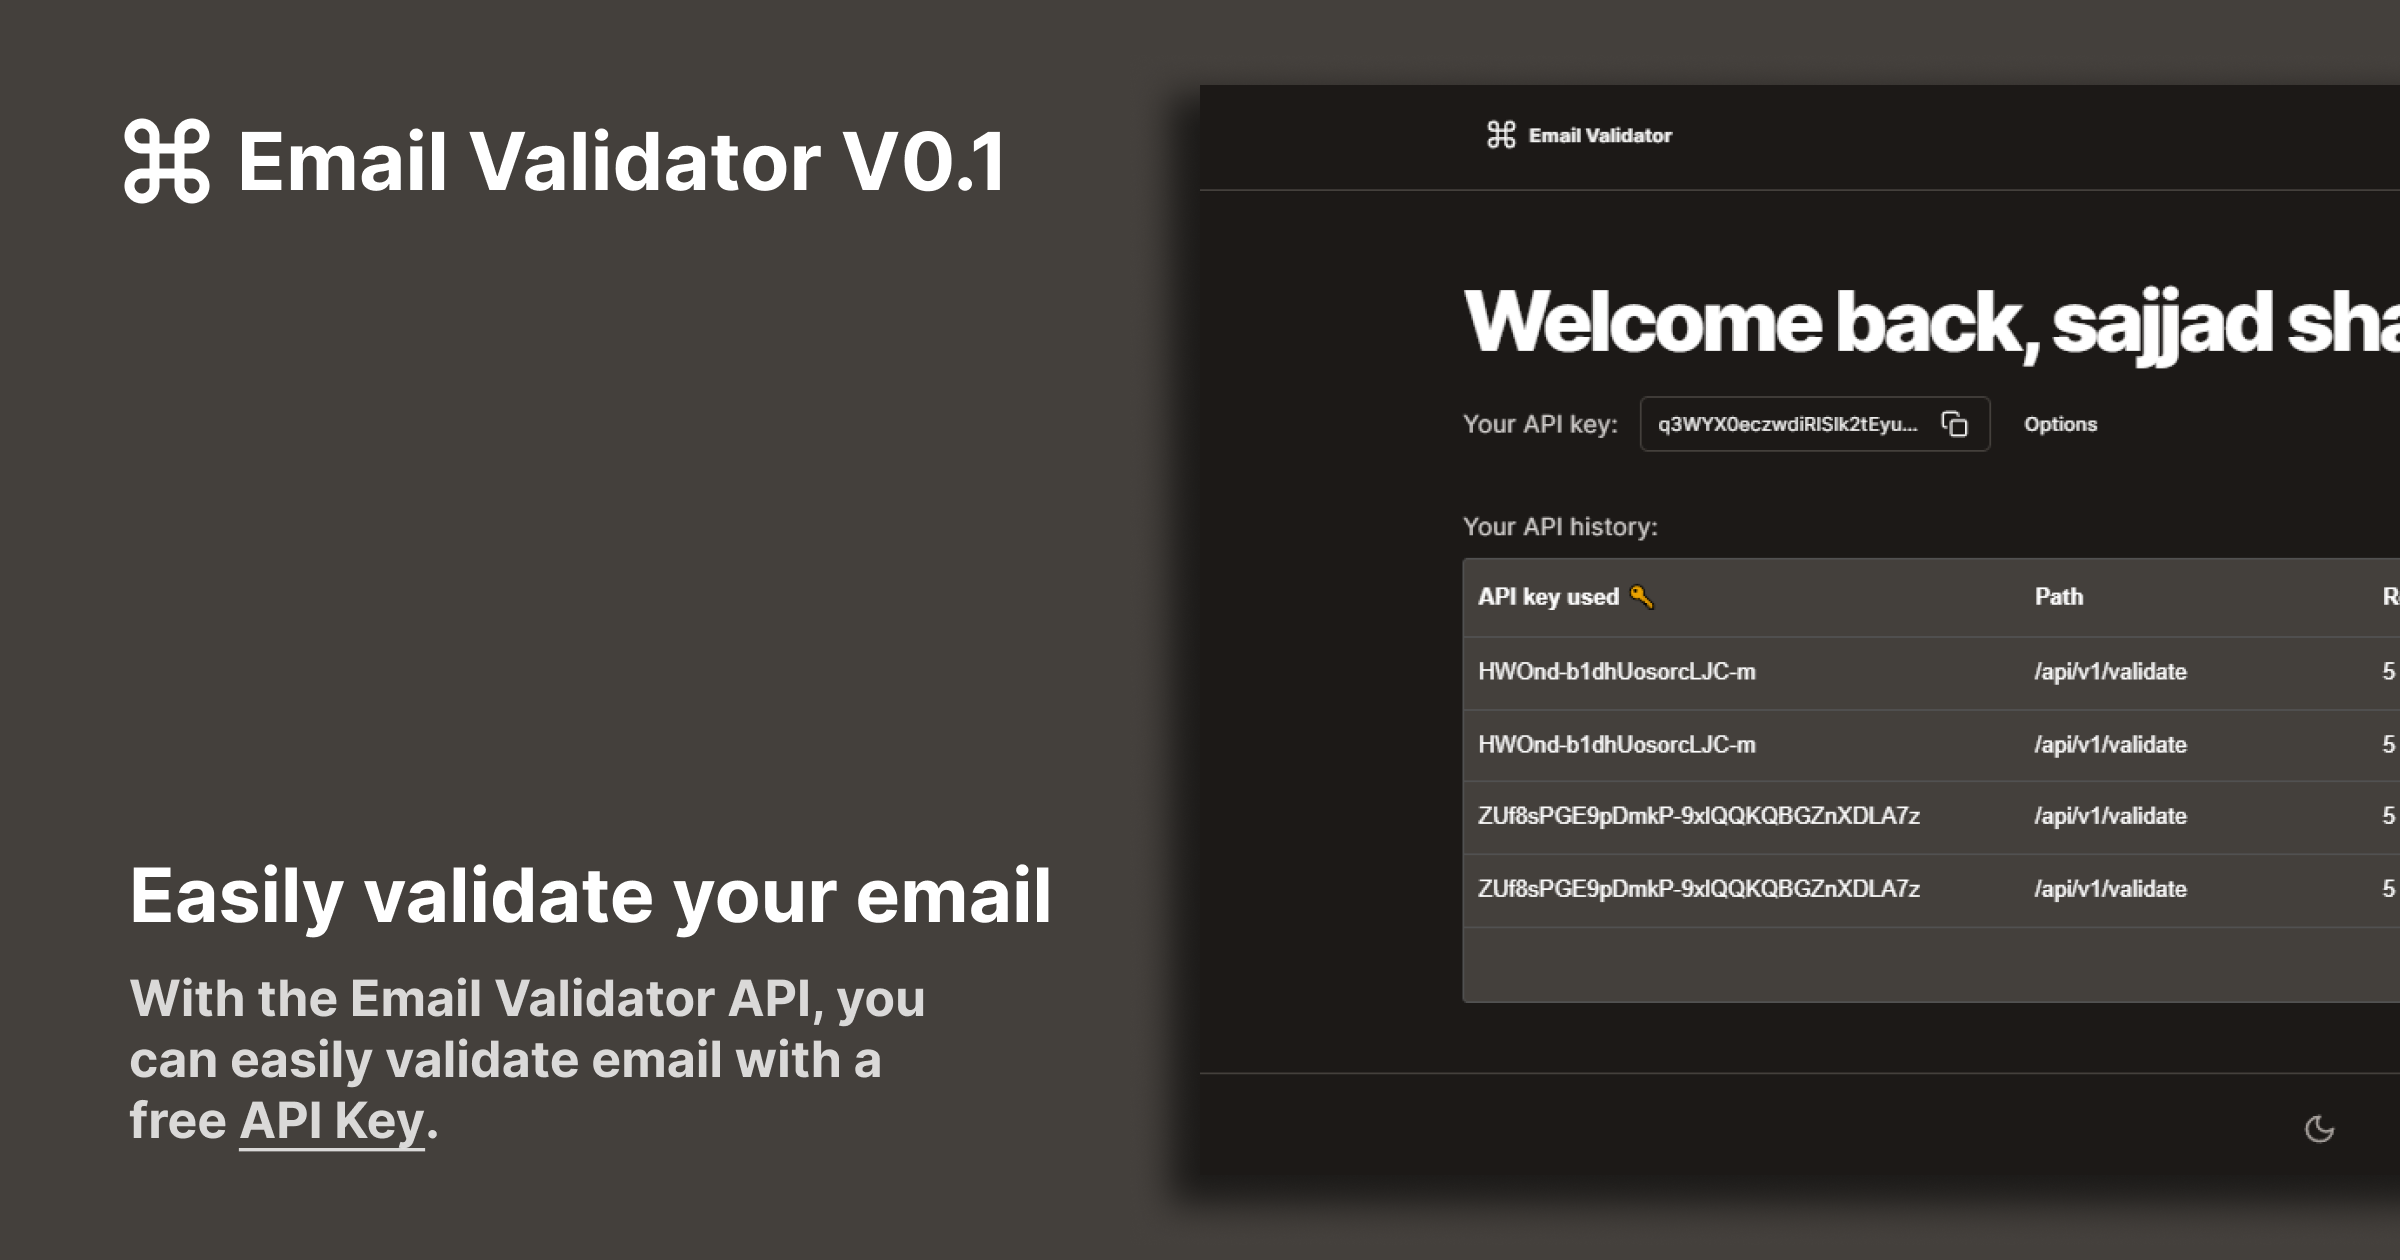 ⌘ Email Validator V0.1
Easily validate your email
With the Email Validator API, you
can easily validate email with a
free API Key.
⌘ Email Validator
Welcome back, sajjad sha
Your API key: q3WYX0eczwdiRlSlk2tEyu... Options
Your API history:
API key used 🔑 Path R
HWOnd-b1dhUosorcLJC-m /api/v1/validate 5
HWOnd-b1dhUosorcLJC-m /api/v1/validate 5
ZUf8sPGE9pDmkP-9xlQQKQBGZnXDLA7z /api/v1/validate 5
ZUf8sPGE9pDmkP-9xlQQKQBGZnXDLA7z /api/v1/validate 5